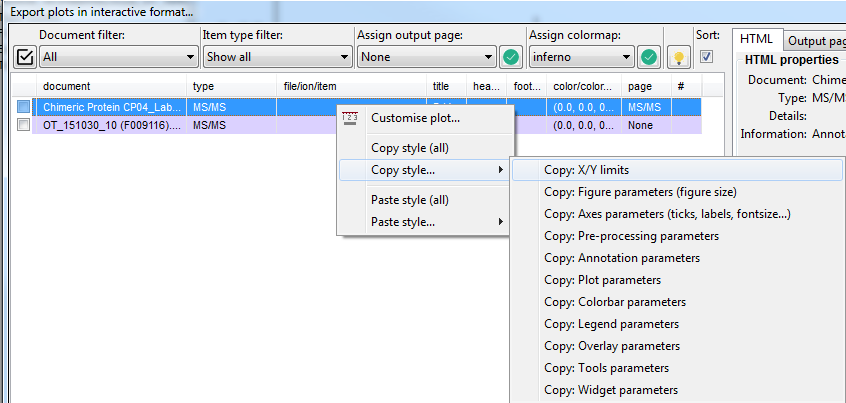 Export plots in interactive format...
Document filter: Item type filter: Assign output page: Assign colormap: Sort:
All Show all None inferno
HTML Output pag
HTML properties
document type file/ion/item title hea... foot... color/color... page #
Document: Chime
Chimeric Protein CP04_Lab... MS/MS (0.0, 0.0, 0... MS/MS
Type: MS/M
OT_151030_10 (F009116).... MS/MS (0.0, 0.0, 0... None
Details:
Information: Annot
Customise plot...
Copy style (all)
Copy style...
Paste style (all)
Paste style...
Copy: X/Y limits
Copy: Figure parameters (figure size)
Copy: Axes parameters (ticks, labels, fontsize...)
Copy: Pre-processing parameters
Copy: Annotation parameters
Copy: Plot parameters
Copy: Colorbar parameters
Copy: Legend parameters
Copy: Overlay parameters
Copy: Tools parameters
Copy: Widget parameters